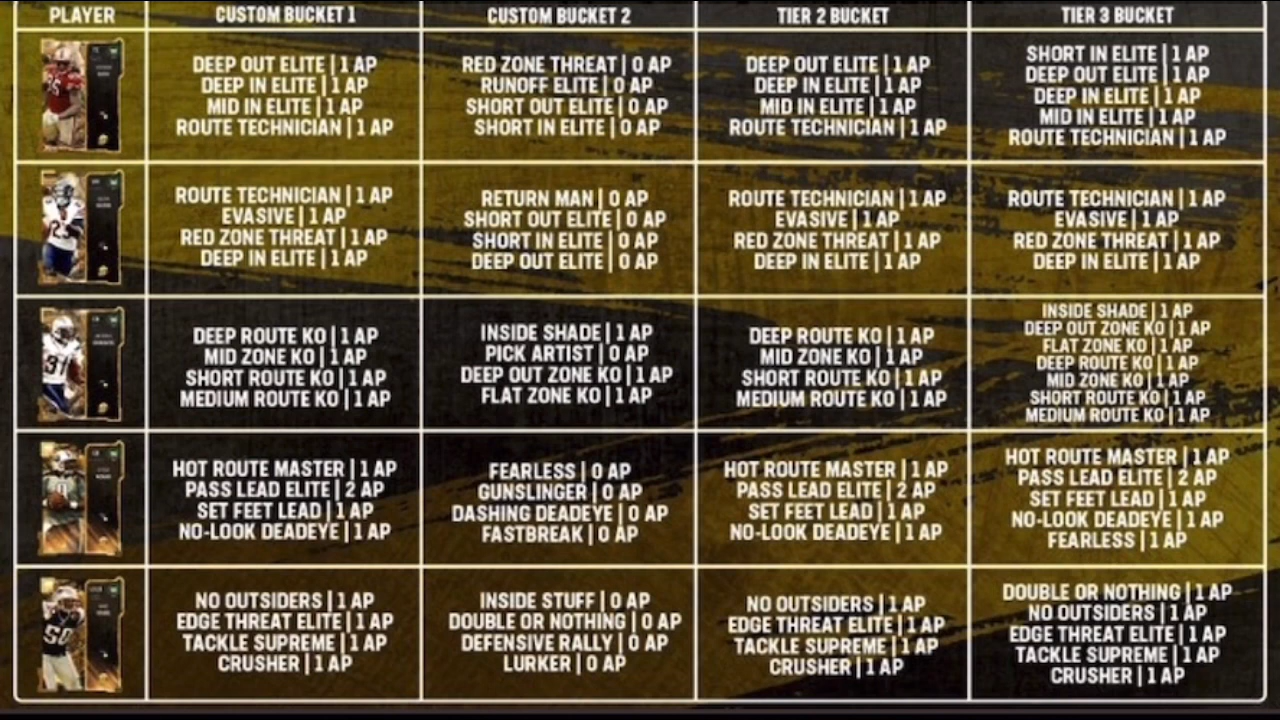 PLAYER
CUSTOM BUCKET 1
CUSTOM BUCKET 2
TIER 2 BUCKET
TIER 3 BUCKET
DEEP OUT ELITE | 1 AP
DEEP IN ELITE | 1 AP
MID IN ELITE | 1 AP
ROUTE TECHNICIAN | 1 AP
RED ZONE THREAT | 0 AP
RUNOFF ELITE | 0 AP
SHORT OUT ELITE | 0 AP
SHORT IN ELITE | 0 AP
DEEP OUT ELITE | 1 AP
DEEP IN ELITE | 1 AP
MID IN ELITE | 1 AP
ROUTE TECHNICIAN | 1 AP
SHORT IN ELITE | 1 AP
DEEP OUT ELITE | 1 AP
DEEP IN ELITE | 1 AP
MID IN ELITE | 1 AP
ROUTE TECHNICIAN | 1 AP
ROUTE TECHNICIAN | 1 AP
EVASIVE | 1 AP
RED ZONE THREAT | 1 AP
DEEP IN ELITE | 1 AP
RETURN MAN | 0 AP
SHORT OUT ELITE | 0 AP
SHORT IN ELITE | 0 AP
DEEP OUT ELITE | 0 AP
ROUTE TECHNICIAN | 1 AP
EVASIVE | 1 AP
RED ZONE THREAT | 1 AP
DEEP IN ELITE | 1 AP
ROUTE TECHNICIAN | 1 AP
EVASIVE | 1 AP
RED ZONE THREAT | 1 AP
DEEP IN ELITE | 1 AP
DEEP ROUTE KO | 1 AP
MID ZONE KO | 1 AP
SHORT ROUTE KO | 1 AP
MEDIUM ROUTE KO | 1 AP
INSIDE SHADE | 1 AP
PICK ARTIST | 0 AP
DEEP OUT ZONE KO | 1 AP
FLAT ZONE KO | 1 AP
DEEP ROUTE KO | 1 AP
MID ZONE KO | 1 AP
SHORT ROUTE KO | 1 AP
MEDIUM ROUTE KO | 1 AP
INSIDE SHADE | 1 AP
DEEP OUT ZONE KO | 1 AP
FLAT ZONE KO | 1 AP
DEEP ROUTE KO | 1 AP
MID ZONE KO | 1 AP
SHORT ROUTE KO | 1 AP
MEDIUM ROUTE KO | 1 AP
HOT ROUTE MASTER | 1 AP
PASS LEAD ELITE | 2 AP
SET FEET LEAD | 1 AP
NO-LOOK DEADEYE | 1 AP
FEARLESS | 0 AP
GUNSLINGER | 0 AP
DASHING DEADEYE | 0 AP
FASTBREAK | 0 AP
HOT ROUTE MASTER | 1 AP
PASS LEAD ELITE | 2 AP
SET FEET LEAD | 1 AP
NO-LOOK DEADEYE | 1 AP
HOT ROUTE MASTER | 1 AP
PASS LEAD ELITE | 2 AP
SET FEET LEAD | 1 AP
NO-LOOK DEADEYE | 1 AP
FEARLESS | 1 AP
50
NO OUTSIDERS | 1 AP
EDGE THREAT ELITE | 1 AP
TACKLE SUPREME | 1 AP
CRUSHER | 1 AP
INSIDE STUFF | 0 AP
DOUBLE OR NOTHING | 0 AP
DEFENSIVE RALLY | 0 AP
LURKER | 0 AP
NO OUTSIDERS | 1 AP
EDGE THREAT ELITE | 1 AP
TACKLE SUPREME | 1 AP
CRUSHER | 1 AP
DOUBLE OR NOTHING | 1 AP
NO OUTSIDERS | 1 AP
EDGE THREAT ELITE | 1 AP
TACKLE SUPREME | 1 AP
CRUSHER | 1 AP